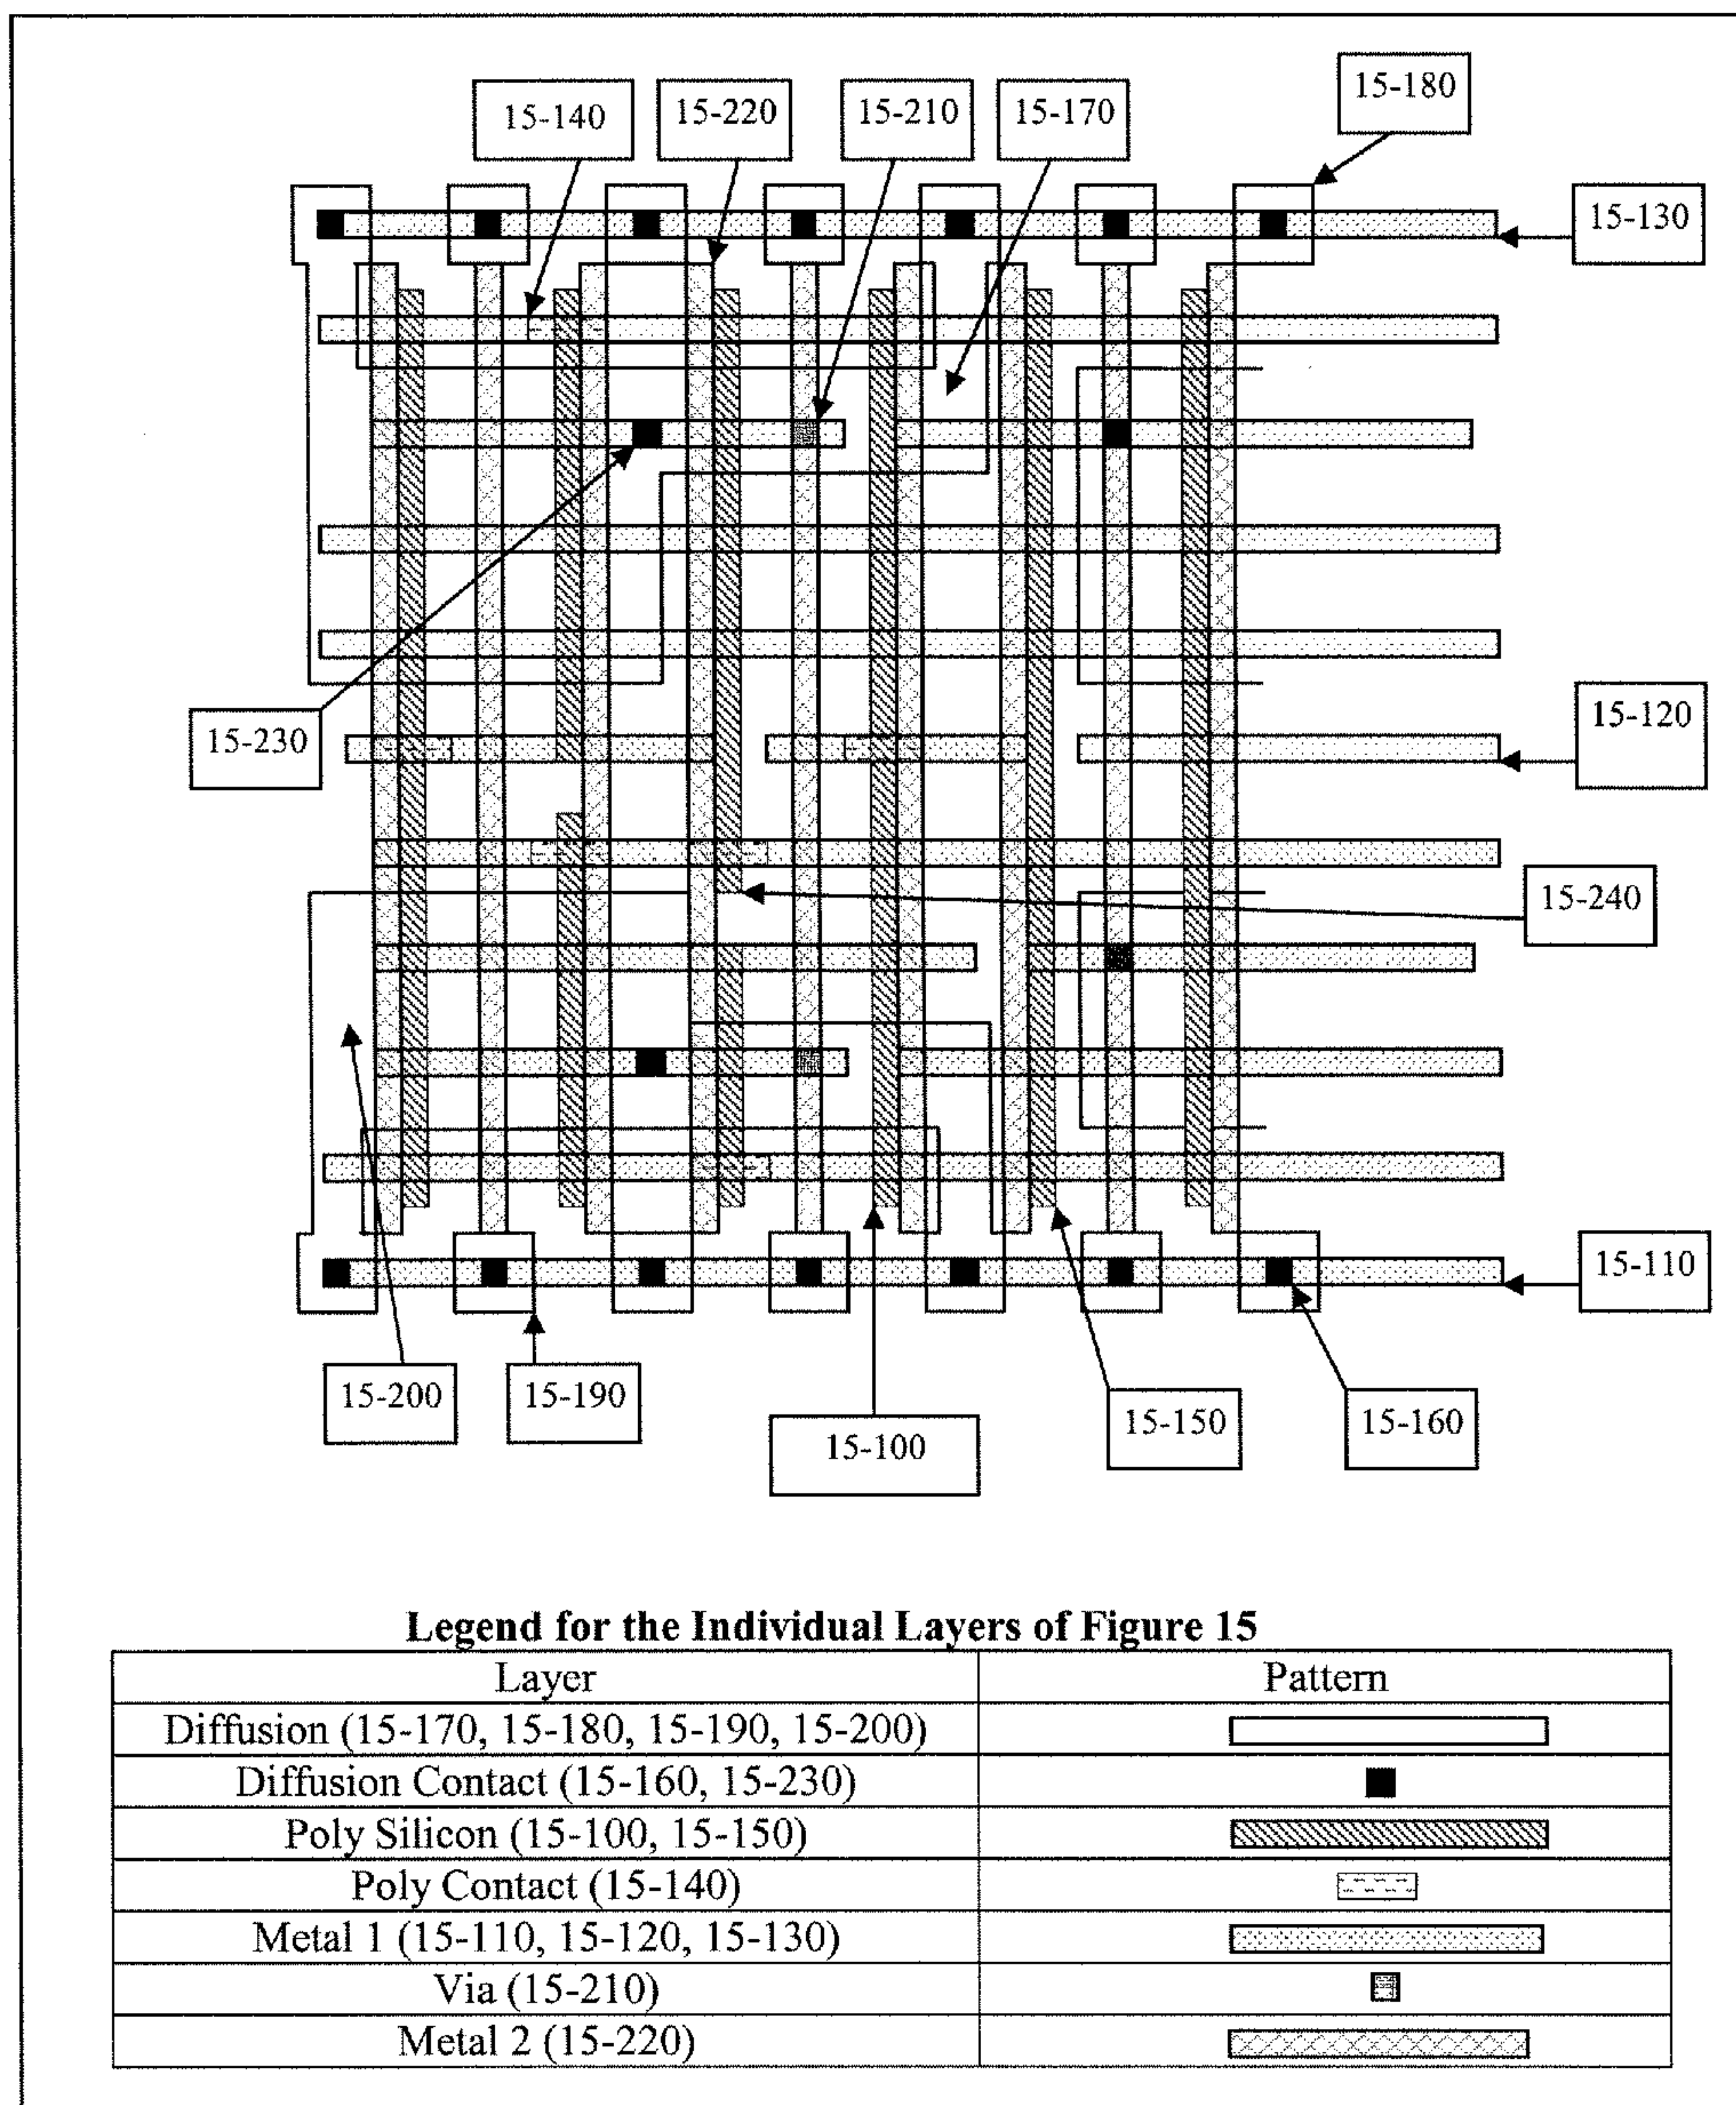 15-180
15-140
15-220
15-210
15-170
15-130
15-230
15-120
15-240
15-110
15-200
15-190
15-100
15-150
15-160
Legend for the Individual Layers of Figure 15
Layer Pattern
Diffusion (15-170, 15-180, 15-190, 15-200)
Diffusion Contact (15-160, 15-230)
Poly Silicon (15-100, 15-150)
Poly Contact (15-140)
Metal 1 (15-110, 15-120, 15-130)
Via (15-210)
Metal 2 (15-220)